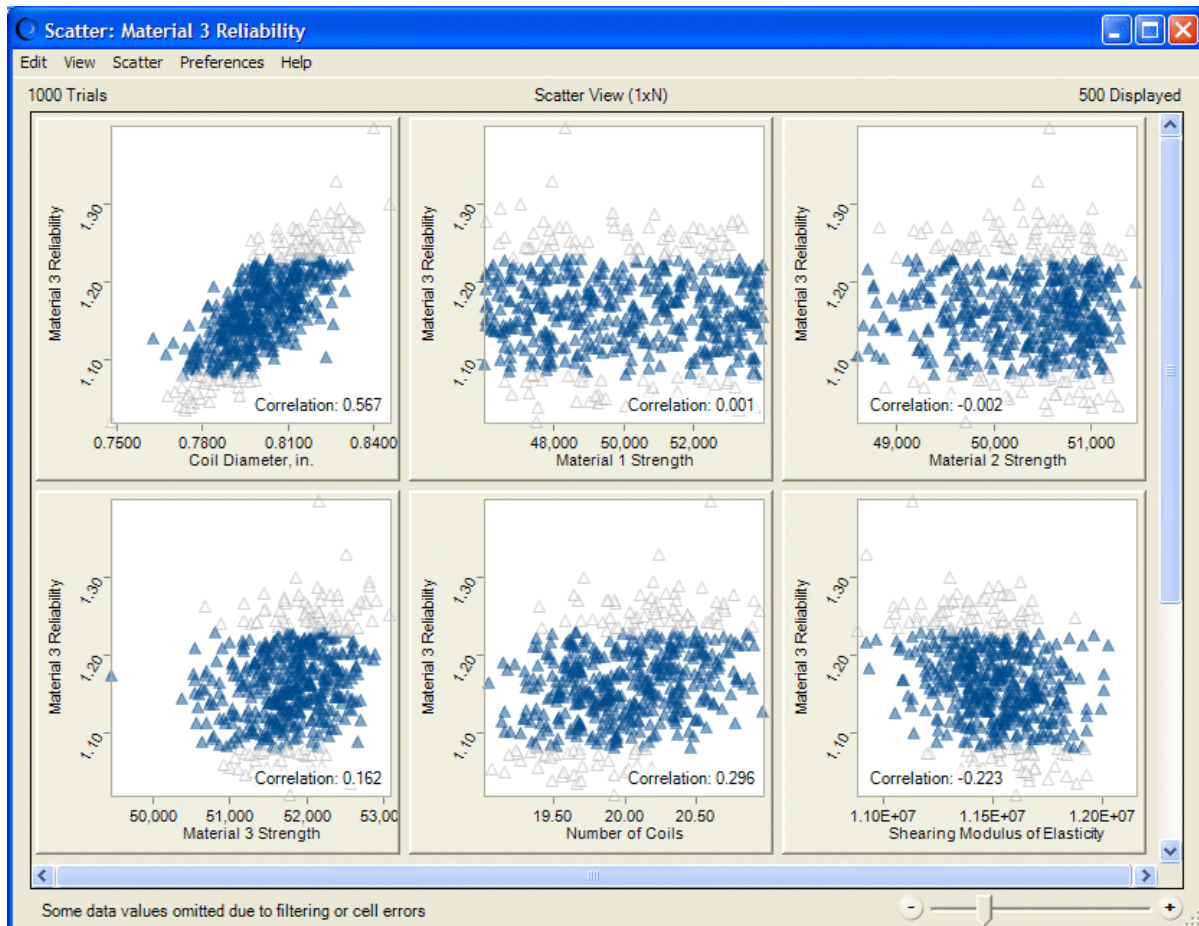 Scatter: Material 3 Reliability
Edit View Scatter Preferences Help
1000 Trials Scatter View (1xN) 500 Displayed
Material 3 Reliability
1.30
1.20
1.10
Correlation: 0.567
0.7500 0.7800 0.8100 0.8400
Coil Diameter, in.
Material 3 Reliability
1.30
1.20
1.10
Correlation: 0.001
48,000 50,000 52,000
Material 1 Strength
Material 3 Reliability
1.30
1.20
1.10
Correlation: -0.002
49,000 50,000 51,000
Material 2 Strength
Material 3 Reliability
1.30
1.20
1.10
Correlation: 0.162
50,000 51,000 52,000 53,00
Material 3 Strength
Material 3 Reliability
1.30
1.20
1.10
Correlation: 0.296
19.50 20.00 20.50
Number of Coils
Material 3 Reliability
1.30
1.20
1.10
Correlation: -0.223
1.10E+07 1.15E+07 1.20E+07
Shearing Modulus of Elasticity
Some data values omitted due to filtering or cell errors